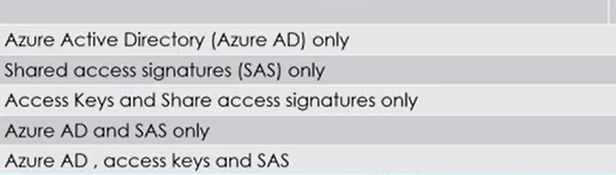 Azure Active Directory (Azure AD) only
Shared access signatures (SAS) only
Access Keys and Share access signatures only
Azure AD and SAS only
Azure AD , access keys and SAS